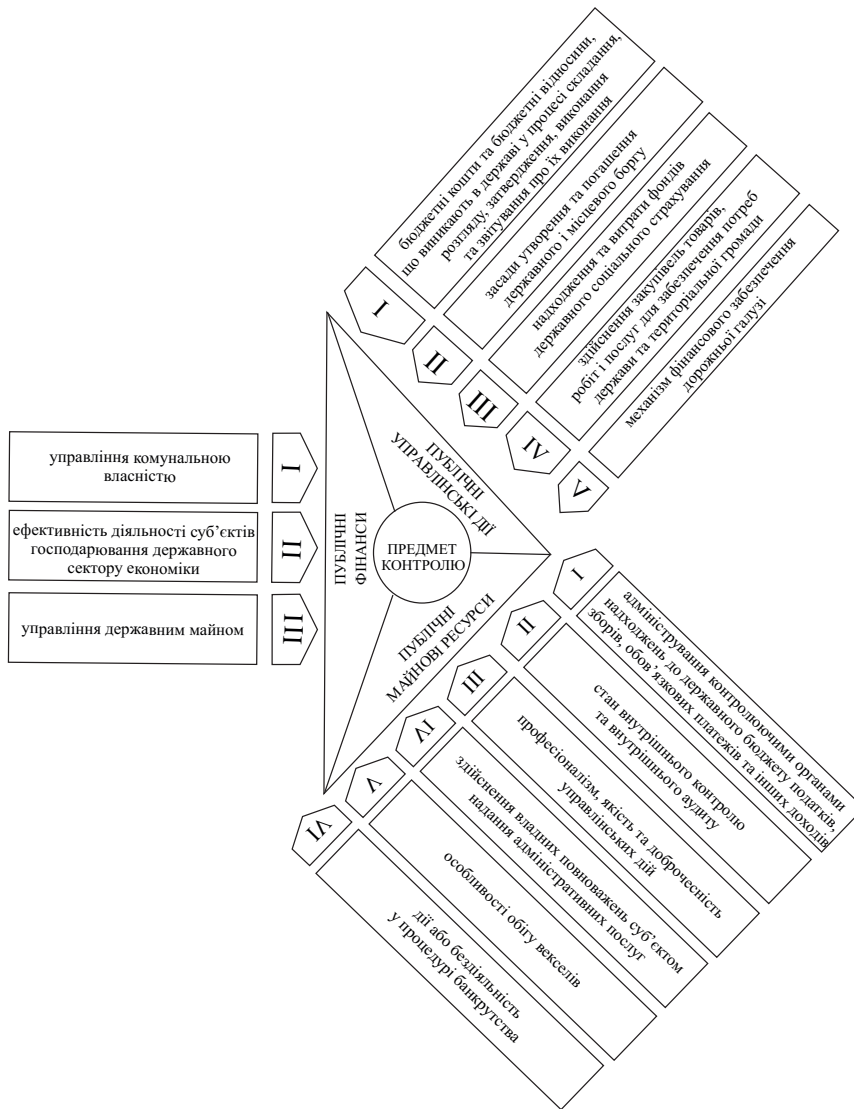 бюджетні кошти та бюджетні відносини,
що виникають в державі у процесі складання,
розгляду, затвердження, виконання
та звітування про їх виконання
I
засади утворення та погашення
державного і місцевого боргу
II
надходження та витрати фондів
державного соціального страхування
III
здійснення закупівель товарів,
робіт і послуг для забезпечення потреб
держави та територіальної громади
IV
механізм фінансового забезпечення
дорожньої галузі
V
управління комунальною
власністю
I
ефективність діяльності суб’єктів
господарювання державного
сектору економіки
II
управління державним майном
III
ПУБЛІЧНІ
ФІНАНСИ
ПУБЛІЧНІ
УПРАВЛІНСЬКІ ДІЇ
ПРЕДМЕТ
КОНТРОЛЮ
ПУБЛІЧНІ
МАЙНОВІ РЕСУРСИ
I
адміністрування контролюючими органами
надходжень до державного бюджету податків,
зборів, обов’язкових платежів та інших доходів
II
стан внутрішнього контролю
та внутрішнього аудиту
III
професіоналізм, якість та доброчесність
управлінських дій
IV
здійснення владних повноважень суб’єктом
надання адміністративних послуг
V
особливості обігу векселів
VI
дії або бездіяльність
у процедурі банкрутства